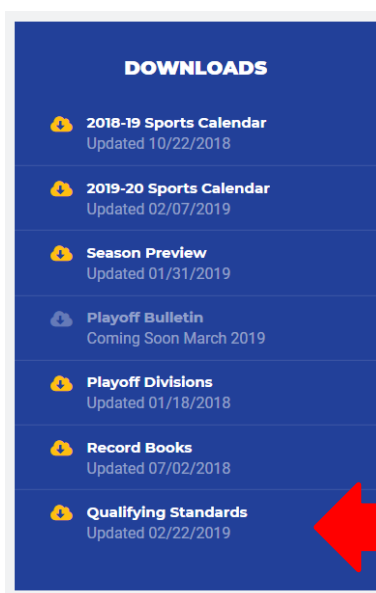 DOWNLOADS
2018-19 Sports Calendar
Updated 10/22/2018
2019-20 Sports Calendar
Updated 02/07/2019
Season Preview
Updated 01/31/2019
Playoff Bulletin
Coming Soon March 2019
Playoff Divisions
Updated 01/18/2018
Record Books
Updated 07/02/2018
Qualifying Standards
Updated 02/22/2019